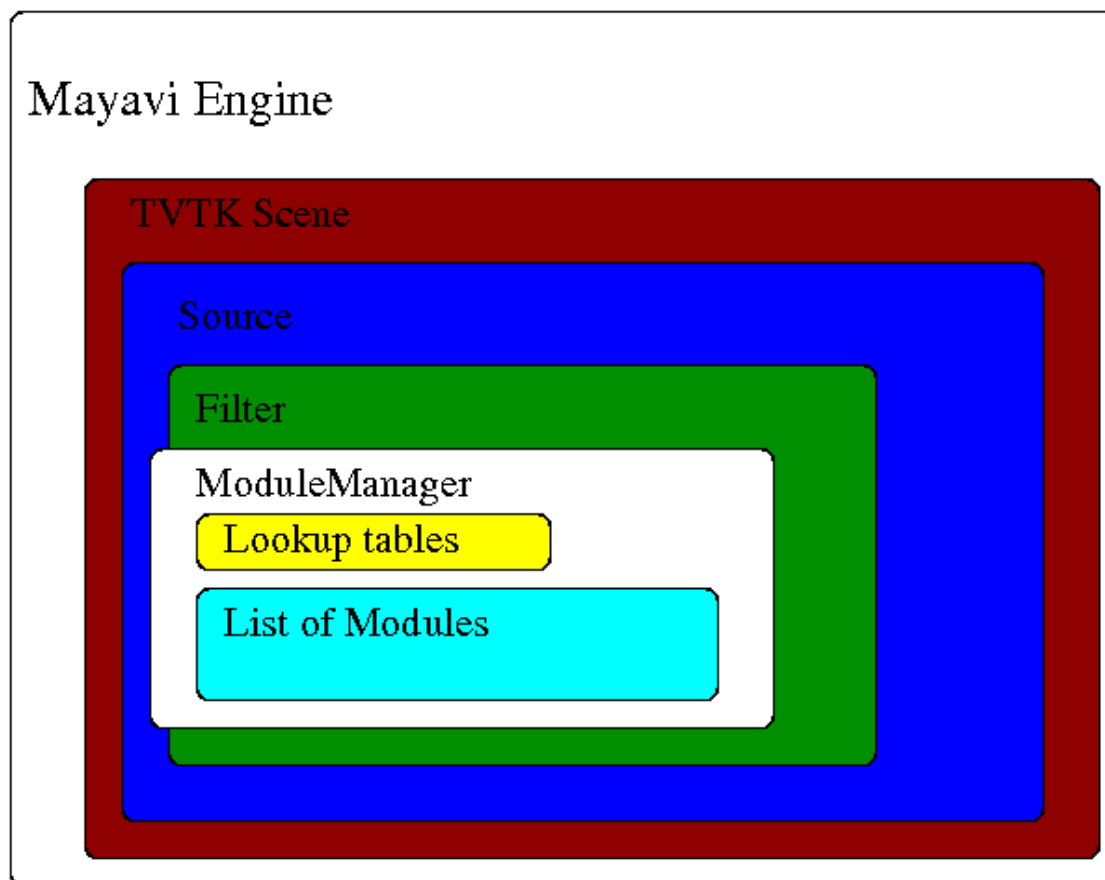 Mayavi Engine
TVTK Scene
Source
Filter
ModuleManager
Lookup tables
List of Modules